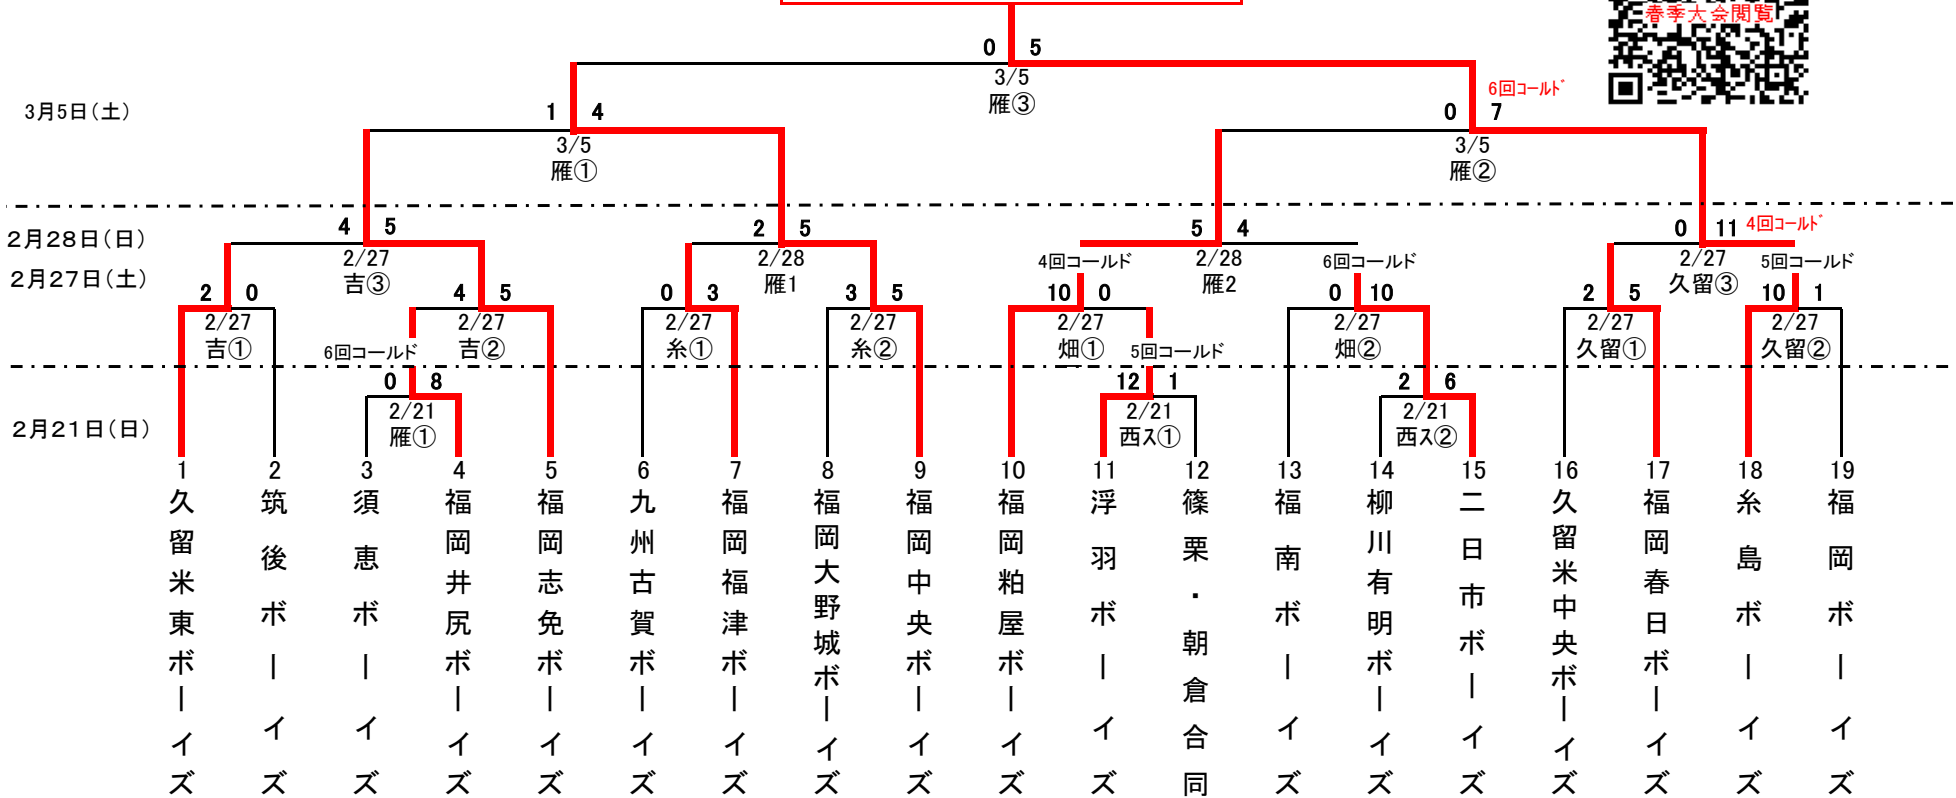 春季大会閲覧
0 5
3/5
雁③
6回コールド
3月5日(土)
1 4
3/5
雁①
0 7
3/5
雁②
2月28日(日)
4 5
2/27
吉③
2 5
2/28
雁1
5 4
2/28
雁2
0 11 4回コールド
2/27
久留③
2月27日(土)
4回コールド
6回コールド
5回コールド
2 0
2/27
吉①
4 5
2/27
吉②
0 3
2/27
糸①
3 5
2/27
糸②
10 0
2/27
畑①
0 10
2/27
畑②
2 5
2/27
久留①
10 1
2/27
久留②
6回コールド
5回コールド
2月21日(日)
0 8
2/21
雁①
12 1
2/21
西ス①
2 6
2/21
西ス②
1 2 3 4 5 6 7 8 9 10 11 12 13 14 15 16 17 18 19
久留米東ボーイズ
筑後ボーイズ
須恵ボーイズ
福岡井尻ボーイズ
福岡志免ボーイズ
九州古賀ボーイズ
福岡福津ボーイズ
福岡大野城ボーイズ
福岡中央ボーイズ
福岡粕屋ボーイズ
浮羽ボーイズ
篠栗・朝倉合同
福南ボーイズ
柳川有明ボーイズ
二日市ボーイズ
久留米中央ボーイズ
福岡春日ボーイズ
糸島ボーイズ
福岡ボーイズ